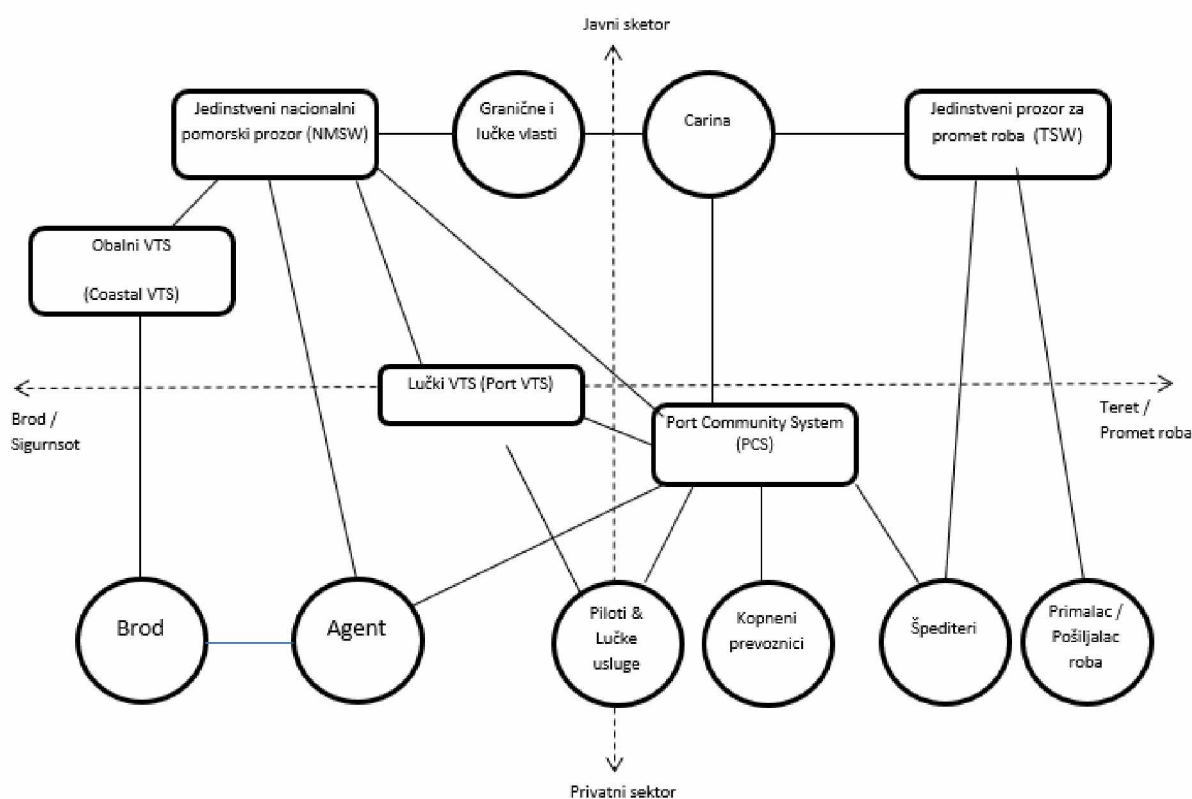 Javni sketor
Jedinstveni nacionalni
pomorski prozor (NMSW)
Granične i
lučke vlasti
Carina
Jedinstveni prozor za
promet roba (TSW)
Obalni VTS
(Coastal VTS)
Lučki VTS (Port VTS)
Brod /
Sigurnsot
Port Community System
(PCS)
Teret /
Promet roba
Brod
Agent
Piloti &
Lučke
usluge
Kopneni
prevoznici
Špediteri
Primalac /
Pošiljalac
roba
Privatni sektor